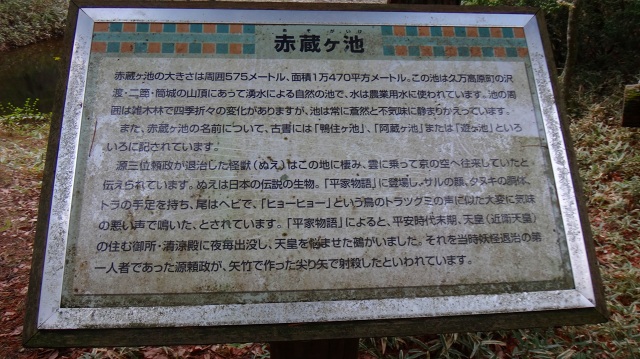 赤蔵ヶ池
赤蔵ヶ池の大きさは周囲575メートル、面積1万470平方メートル。この池は久万高原町の沢
渡・二箆・筒城の山頂にあって湧水による自然の池で、水は農業用水に使われています。池の周
囲は雑木林で四季折々の変化がありますが、池は常に蒼然と不気味に静まりかえっています。
また、赤蔵ヶ池の名前について、古書には「鴨住ヶ池」、「阿蔵ヶ池」または「遊ヶ池」といろ
いろに記されています。
源三位頼政が退治した怪獣(ぬえ)はこの地に棲み、雲に乗って京の空へ往来していたと
伝えられています。ぬえは日本の伝説の生物。「平家物語」に登場し、サルの顔、タヌキの胴体、
トラの手足を持ち、尾はヘビで、「ヒョーヒョー」という鳥のトラツグミの声に似た大変に気味
の悪い声で鳴いた、とされています。「平家物語」によると、平安時代末期、天皇(近衛天皇)
の住む御所・清涼殿に夜毎出没し、天皇を悩ませた鵺がいました。それを当時妖怪退治の第
一人者であった源頼政が、矢竹で作った尖り矢で射殺したといわれています。